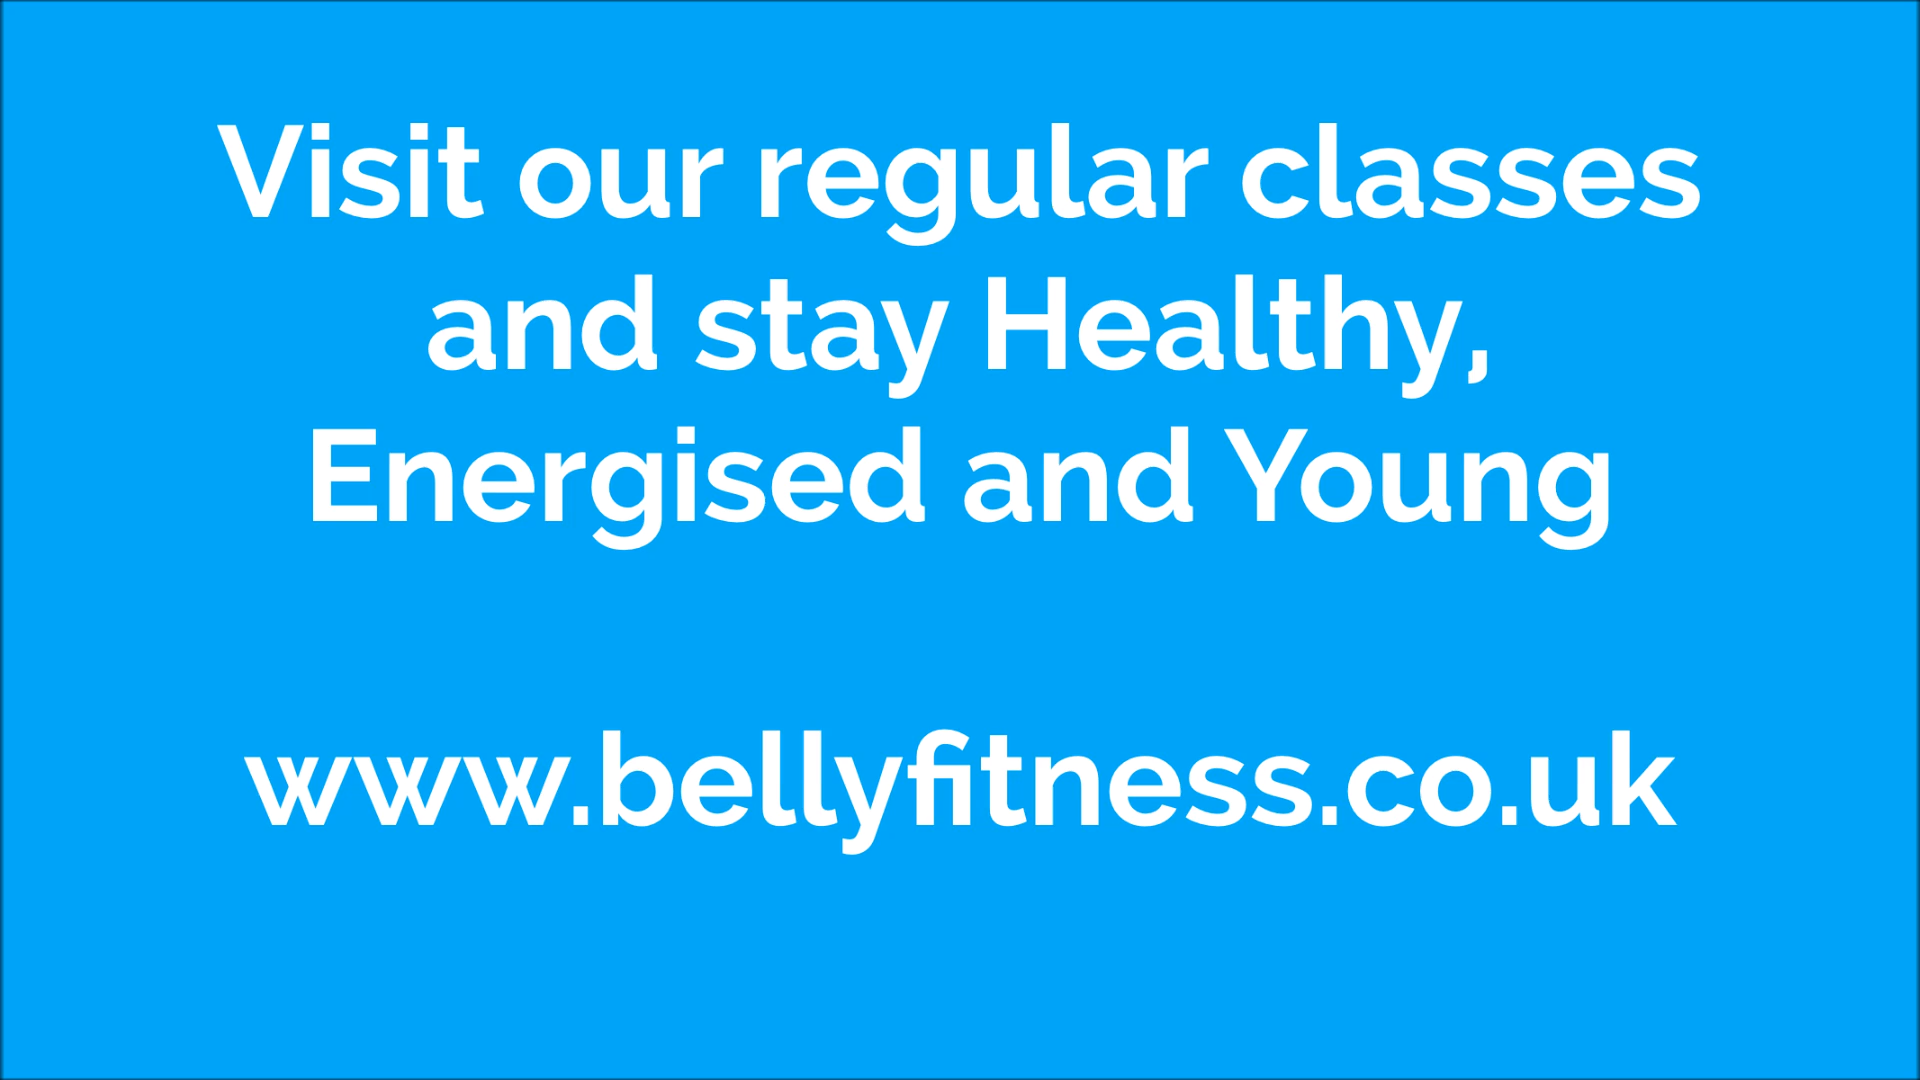 Visit our regular classes
and stay Healthy,
Energised and Young
www.bellyfitness.co.uk